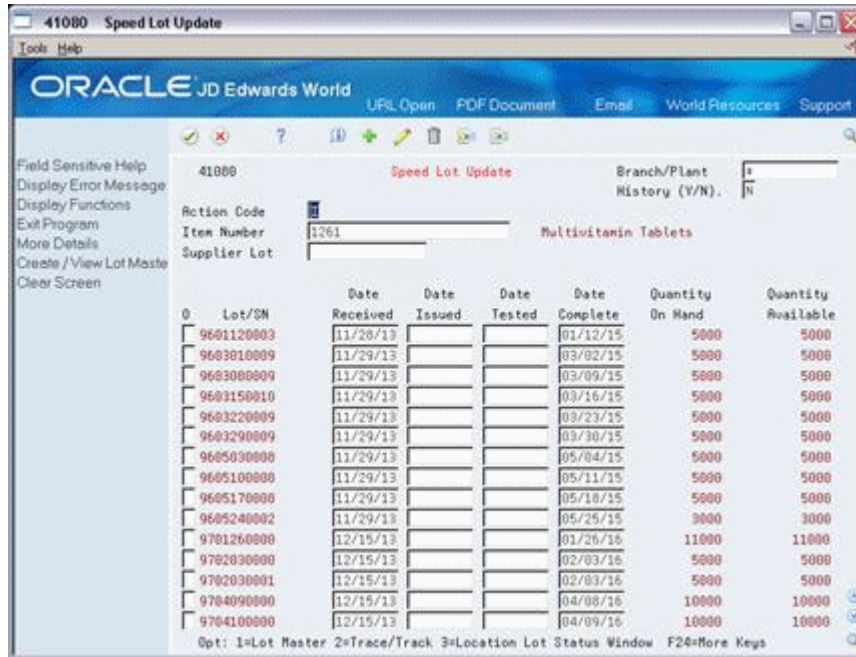 41080 Speed Lot Update
Tools Help
ORACLE JD Edwards World
URL Open PDF Document Email World Resources Support
Field Sensitive Help
Display Error Message
Display Functions
Exit Program
More Details
Create / View Lot Maste
Clear Screen
41080 Speed Lot Update Branch/Plant *
History (Y/N). N
Action Code I
Item Number 1261 Multivitamin Tablets
Supplier Lot
Date Date Date Date Quantity Quantity
O Lot/SN Received Issued Tested Complete On Hand Available
9601120003 11/28/13 01/12/15 5000 5000
9603010009 11/29/13 03/02/15 5000 5000
9603080009 11/29/13 03/09/15 5000 5000
9603150010 11/29/13 03/16/15 5000 5000
9603220009 11/29/13 03/23/15 5000 5000
9603290009 11/29/13 03/30/15 5000 5000
9605030008 11/29/13 05/04/15 5000 5000
9605100008 11/29/13 05/11/15 5000 5000
9605170008 11/29/13 05/18/15 5000 5000
9605240002 11/29/13 05/25/15 3000 3000
9701260000 12/15/13 01/26/16 11000 11000
9702030000 12/15/13 02/03/16 5000 5000
9702030001 12/15/13 02/03/16 5000 5000
9704090000 12/15/13 04/08/16 10000 10000
9704100000 12/15/13 04/09/16 10000 10000
Opt: 1=Lot Master 2=Trace/Track 3=Location Lot Status Window F24=More Keys